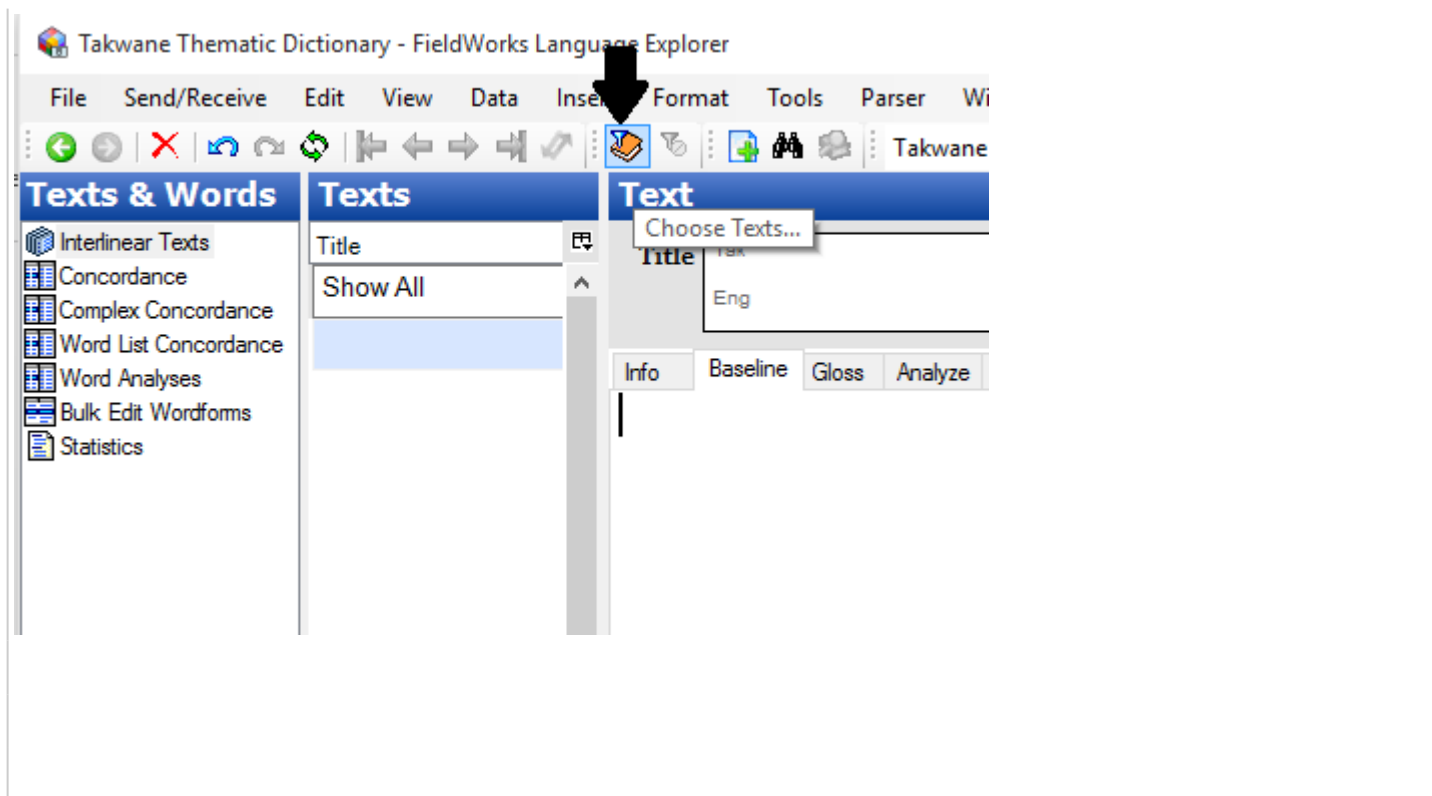 Takwane Thematic Dictionary - FieldWorks Language Explorer
File Send/Receive Edit View Data Inse Format Tools Parser Wi
Takwane
Texts & Words Texts Text
Interlinear Texts
Concordance
Complex Concordance
Word List Concordance
Word Analyses
Bulk Edit Wordforms
Statistics
Title
Show All
Choose Texts...
Title
Eng
Info Baseline Gloss Analyze